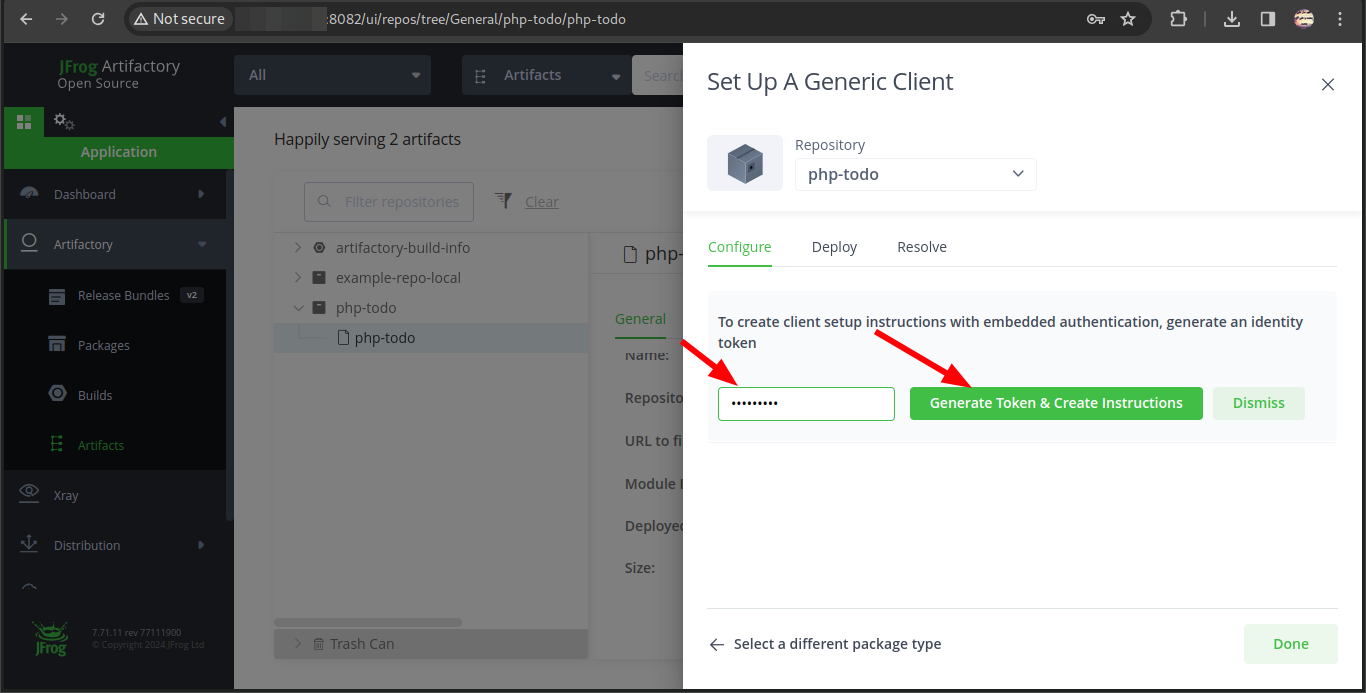 Not secure
:8082/ui/repos/tree/General/php-todo/php-todo
JFrog Artifactory
Open Source
All
Artifacts
Search
Application
Dashboard
Artifactory
Release Bundles v2
Packages
Builds
Artifacts
Xray
Distribution
JFrog
7.71.11 rev 77111900
© Copyright 2024 JFrog Ltd
Happily serving 2 artifacts
Filter repositories
Clear
artifactory-build-info
example-repo-local
php-todo
php-todo
Trash Can
php-
General
Name:
Reposito
URL to fi
Module
Deployed
Size:
Set Up A Generic Client
Repository
php-todo
Configure
Deploy
Resolve
To create client setup instructions with embedded authentication, generate an identity
token
•••••••••
Generate Token & Create Instructions
Dismiss
Select a different package type
Done